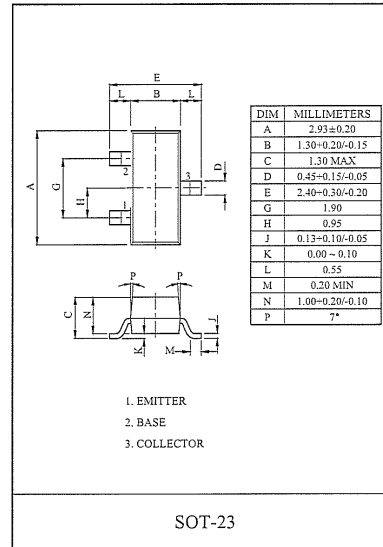 E
L B L
A
G
H
2
1
3
D
DIM MILLIMETERS
A 2.93±0.20
B 1.30+0.20/-0.15
C 1.30 MAX
D 0.45+0.15/-0.05
E 2.40+0.30/-0.20
G 1.90
H 0.95
J 0.13+0.10/-0.05
K 0.00 ~ 0.10
L 0.55
M 0.20 MIN
N 1.00+0.20/-0.10
P 7°
P P
C
N
K
M
J
1. EMITTER
2. BASE
3. COLLECTOR
SOT-23